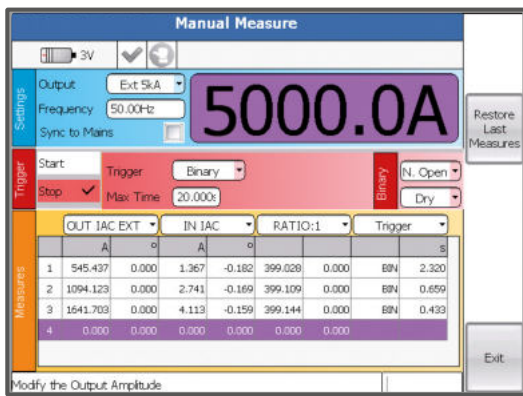 Manual Measure
3V
Settings
Output Ext 5kA
Frequency 50.00Hz
Sync to Mains
5000.0A
Restore
Last
Measures
Trigger
Start
Stop
Trigger Binary
Max Time 20.000s
Binary
N. Open
Dry
Measures
OUT IAC EXT IN IAC RATIO:1 Trigger
A ° A ° s
1 545.437 0.000 1.367 -0.182 399.028 0.000 BIN 2.320
2 1094.123 0.000 2.741 -0.169 399.109 0.000 BIN 0.659
3 1641.703 0.000 4.113 -0.159 399.144 0.000 BIN 0.433
4 0.000 0.000 0.000 0.000 0.000 0.000
Exit
Modify the Output Amplitude